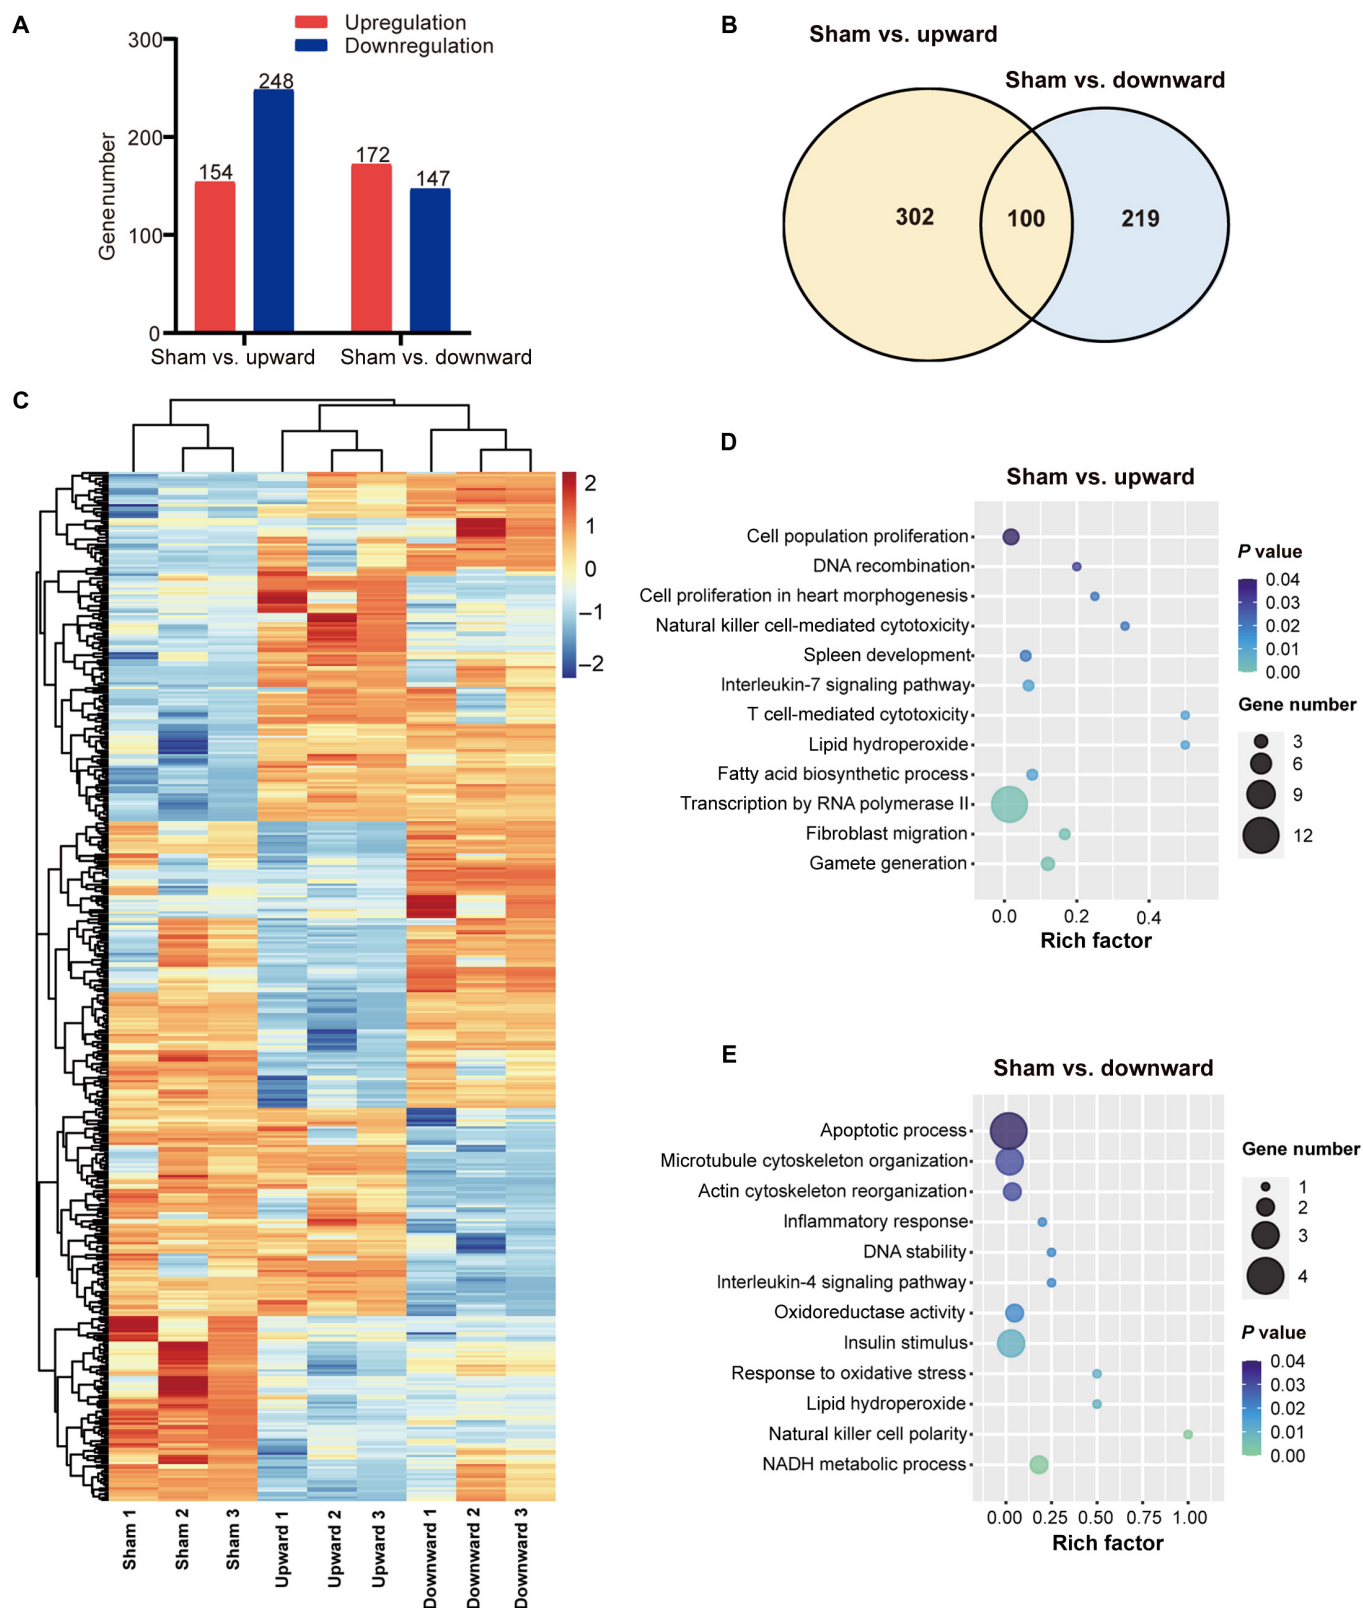 A
Upregulation
Downregulation
Genenumber
300
200
100
0
154
248
172
147
Sham vs. upward
Sham vs. downward
B
Sham vs. upward
Sham vs. downward
302
100
219
C
2
1
0
−1
−2
Sham 1
Sham 2
Sham 3
Upward 1
Upward 2
Upward 3
Downward 1
Downward 2
Downward 3
D
Sham vs. upward
Cell population proliferation
DNA recombination
Cell proliferation in heart morphogenesis
Natural killer cell-mediated cytotoxicity
Spleen development
Interleukin-7 signaling pathway
T cell-mediated cytotoxicity
Lipid hydroperoxide
Fatty acid biosynthetic process
Transcription by RNA polymerase II
Fibroblast migration
Gamete generation
0.0 0.2 0.4
Rich factor
P value
0.04
0.03
0.02
0.01
0.00
Gene number
3
6
9
12
E
Sham vs. downward
Apoptotic process
Microtubule cytoskeleton organization
Actin cytoskeleton reorganization
Inflammatory response
DNA stability
Interleukin-4 signaling pathway
Oxidoreductase activity
Insulin stimulus
Response to oxidative stress
Lipid hydroperoxide
Natural killer cell polarity
NADH metabolic process
0.00 0.25 0.50 0.75 1.00
Rich factor
Gene number
1
2
3
4
P value
0.04
0.03
0.02
0.01
0.00